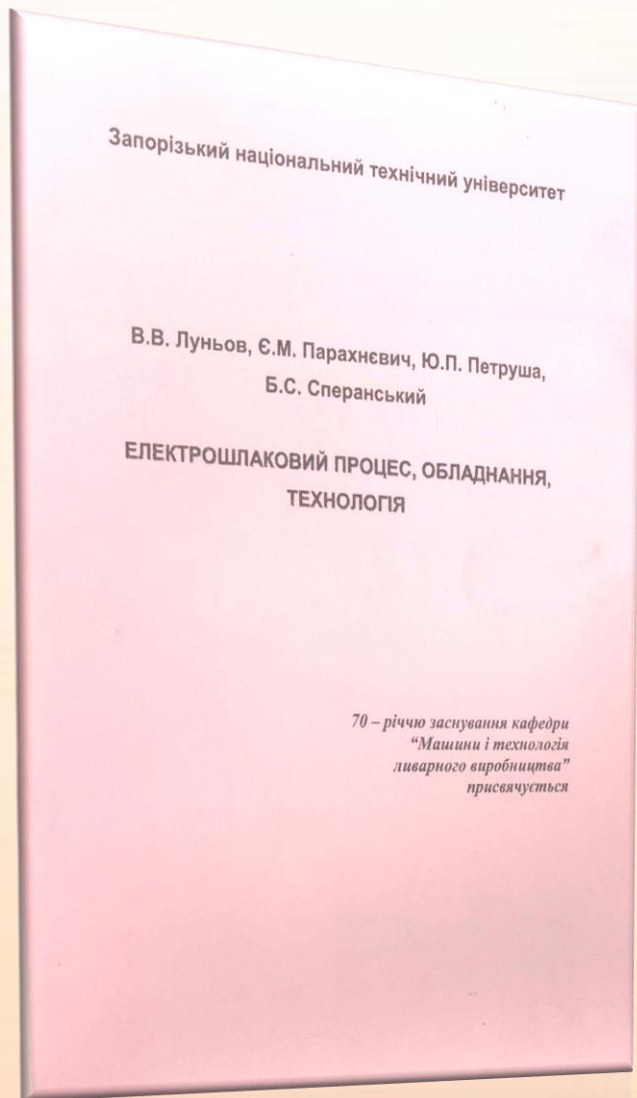 Запорізький національний технічний університет
В.В. Луньов, Є.М. Парахнєвич, Ю.П. Петруша,
Б.С. Сперанський
ЕЛЕКТРОШЛАКОВИЙ ПРОЦЕС, ОБЛАДНАННЯ,
ТЕХНОЛОГІЯ
70 – річчю заснування кафедри
“Машини і технологія
ливарного виробництва”
присвячується